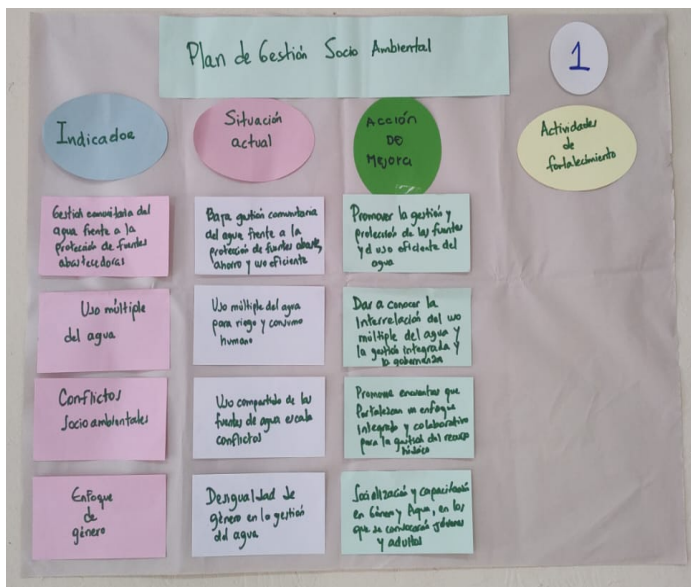 Plan de Gestión Socio Ambiental
1
Indicador
Situación
actual
Acción
DE
Mejora
Actividades
de
fortalecimiento
Gestión comunitaria del
agua frente a la
protección de fuentes
abastecedoras
Baja gestión comunitaria
del agua frente a la
protección de fuentes abaste,
ahorro y uso eficiente
Promover la gestión y
protección de las fuentes
y el uso eficiente del
agua
Uso múltiple
del agua
Uso múltiple del agua
para riego y consumo
humano
Dar a conocer la
Interrelación del uso
múltiple del agua y
la gestión integrada y
la gobernanza
Conflictos
Socio ambientales
Uso compartido de las
fuentes de agua escala
conflictos
Promover encuentros que
fortalezcan un enfoque
integrado y colaborativo
para la gestión del recurso
hídrico
Enfoque
de
género
Desigualdad de
género en la gestión
del agua
Socialización y capacitación
en Género y Agua, en los
que se convocarán jóvenes
y adultos